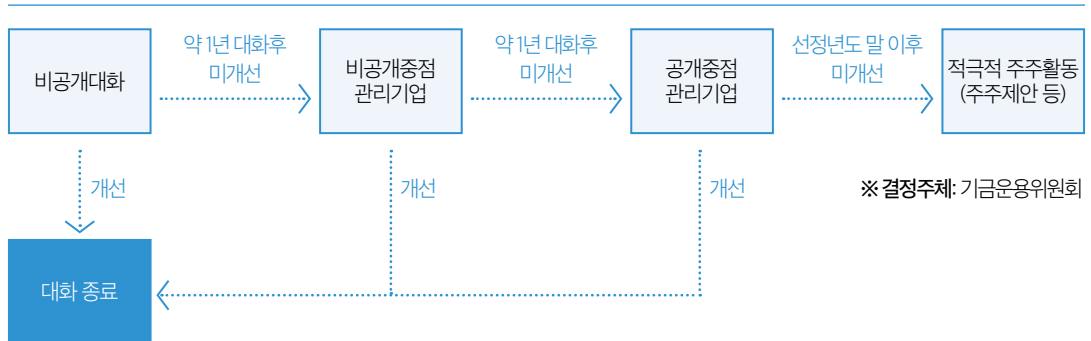 비공개대화
약 1년 대화후
미개선
비공개중점
관리기업
약 1년 대화후
미개선
공개중점
관리기업
선정년도 말 이후
미개선
적극적 주주활동
(주주제안 등)
개선
개선
개선
※ 결정주체: 기금운용위원회
대화 종료